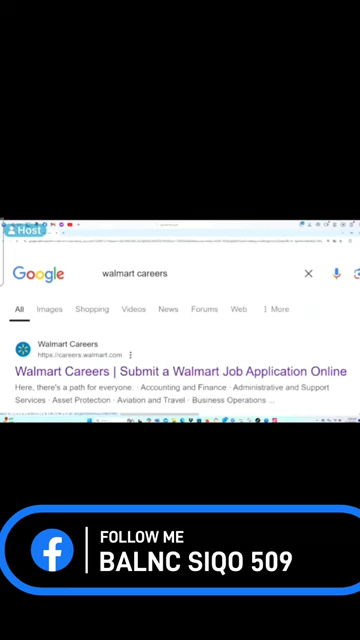 Host
Google
walmart careers
All Images Shopping Videos News Forums Web More
Walmart Careers
https://careers.walmart.com
Walmart Careers | Submit a Walmart Job Application Online
Here, there's a path for everyone. · Accounting and Finance · Administrative and Support
Services · Asset Protection · Aviation and Travel · Business Operations ...
FOLLOW ME
BALNC SIQO 509